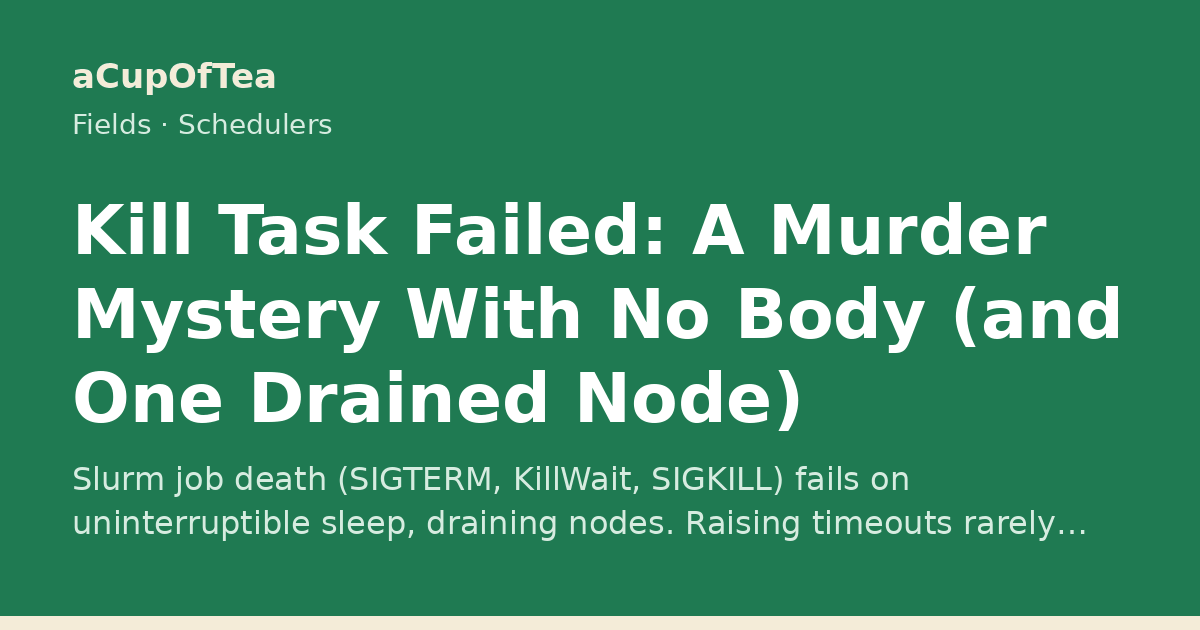 aCupOfTea
Fields · Schedulers
Kill Task Failed: A Murder
Mystery With No Body (and
One Drained Node)
Slurm job death (SIGTERM, KillWait, SIGKILL) fails on
uninterruptible sleep, draining nodes. Raising timeouts rarely…